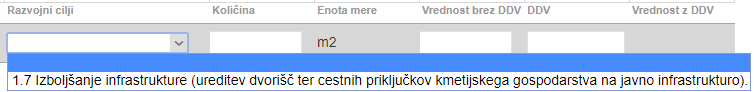 Razvojni cilji Količina Enota mere Vrednost brez DDV DDV Vrednost z DDV
m2
1.7 Izboljšanje infrastrukture (ureditev dvorišč ter cestnih priključkov kmetijskega gospodarstva na javno infrastrukturo).